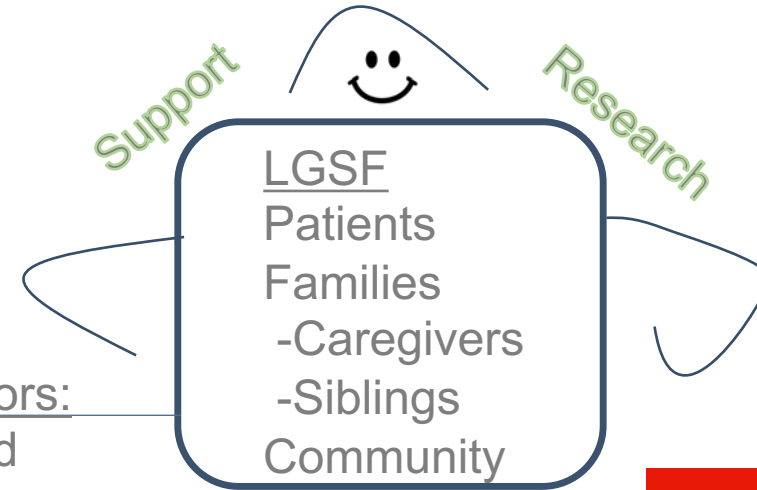 Support
Research
LGSF
Patients
Families
-Caregivers
-Siblings
Community